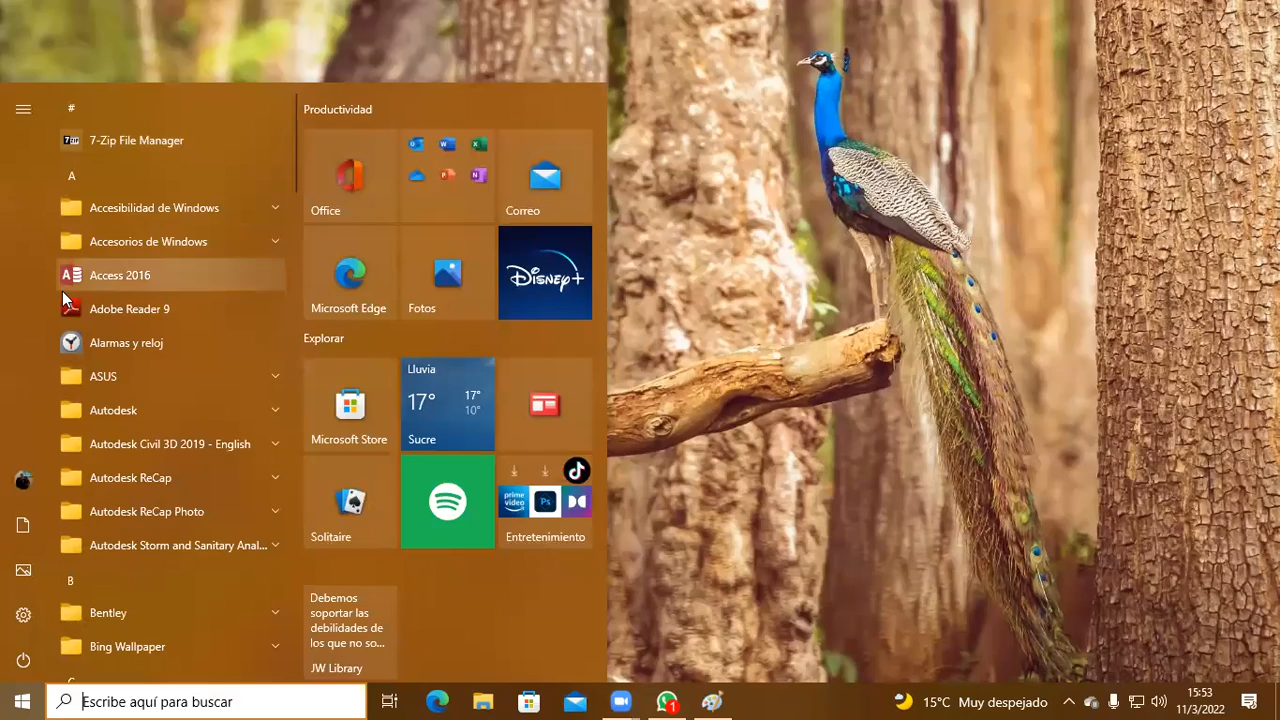 #
7-Zip File Manager
A
Accesibilidad de Windows
Accesorios de Windows
Access 2016
Adobe Reader 9
Alarmas y reloj
ASUS
Autodesk
Autodesk Civil 3D 2019 - English
Autodesk ReCap
Autodesk ReCap Photo
Autodesk Storm and Sanitary Anal...
B
Bentley
Bing Wallpaper
Productividad
Office
Correo
Microsoft Edge
Fotos
Disney+
Explorar
Microsoft Store
Lluvia
17°
17°
10°
Sucre
Solitaire
prime video
Ps
Entretenimiento
Debemos
soportar las
debilidades de
los que no so...
JW Library
Escribe aquí para buscar
1
15°C Muy despejado
15:53
11/3/2022